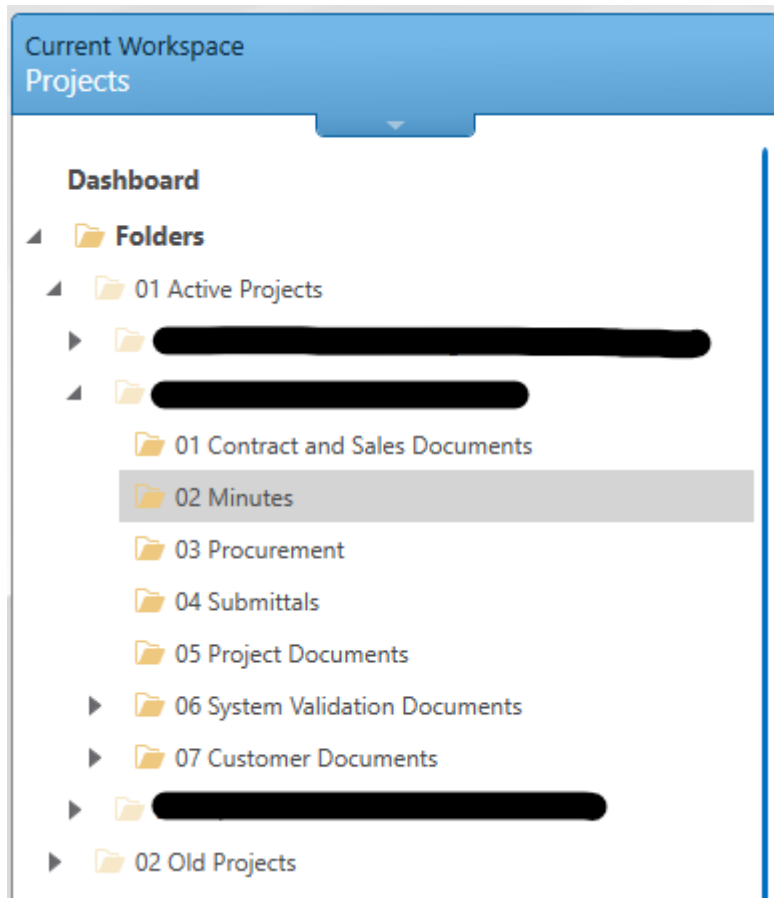 Current Workspace
Projects
Dashboard
Folders
01 Active Projects
01 Contract and Sales Documents
02 Minutes
03 Procurement
04 Submittals
05 Project Documents
06 System Validation Documents
07 Customer Documents
02 Old Projects